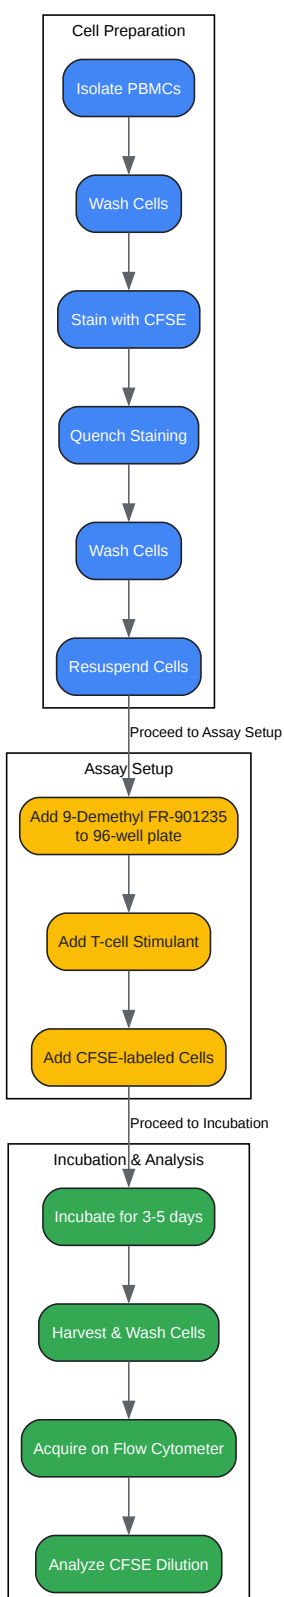 Cell Preparation
Isolate PBMCs
Wash Cells
Stain with CFSE
Quench Staining
Wash Cells
Resuspend Cells
Proceed to Assay Setup
Assay Setup
Add 9-Demethyl FR-901235
to 96-well plate
Add T-cell Stimulant
Add CFSE-labeled Cells
Proceed to Incubation
Incubation & Analysis
Incubate for 3-5 days
Harvest & Wash Cells
Acquire on Flow Cytometer
Analyze CFSE Dilution